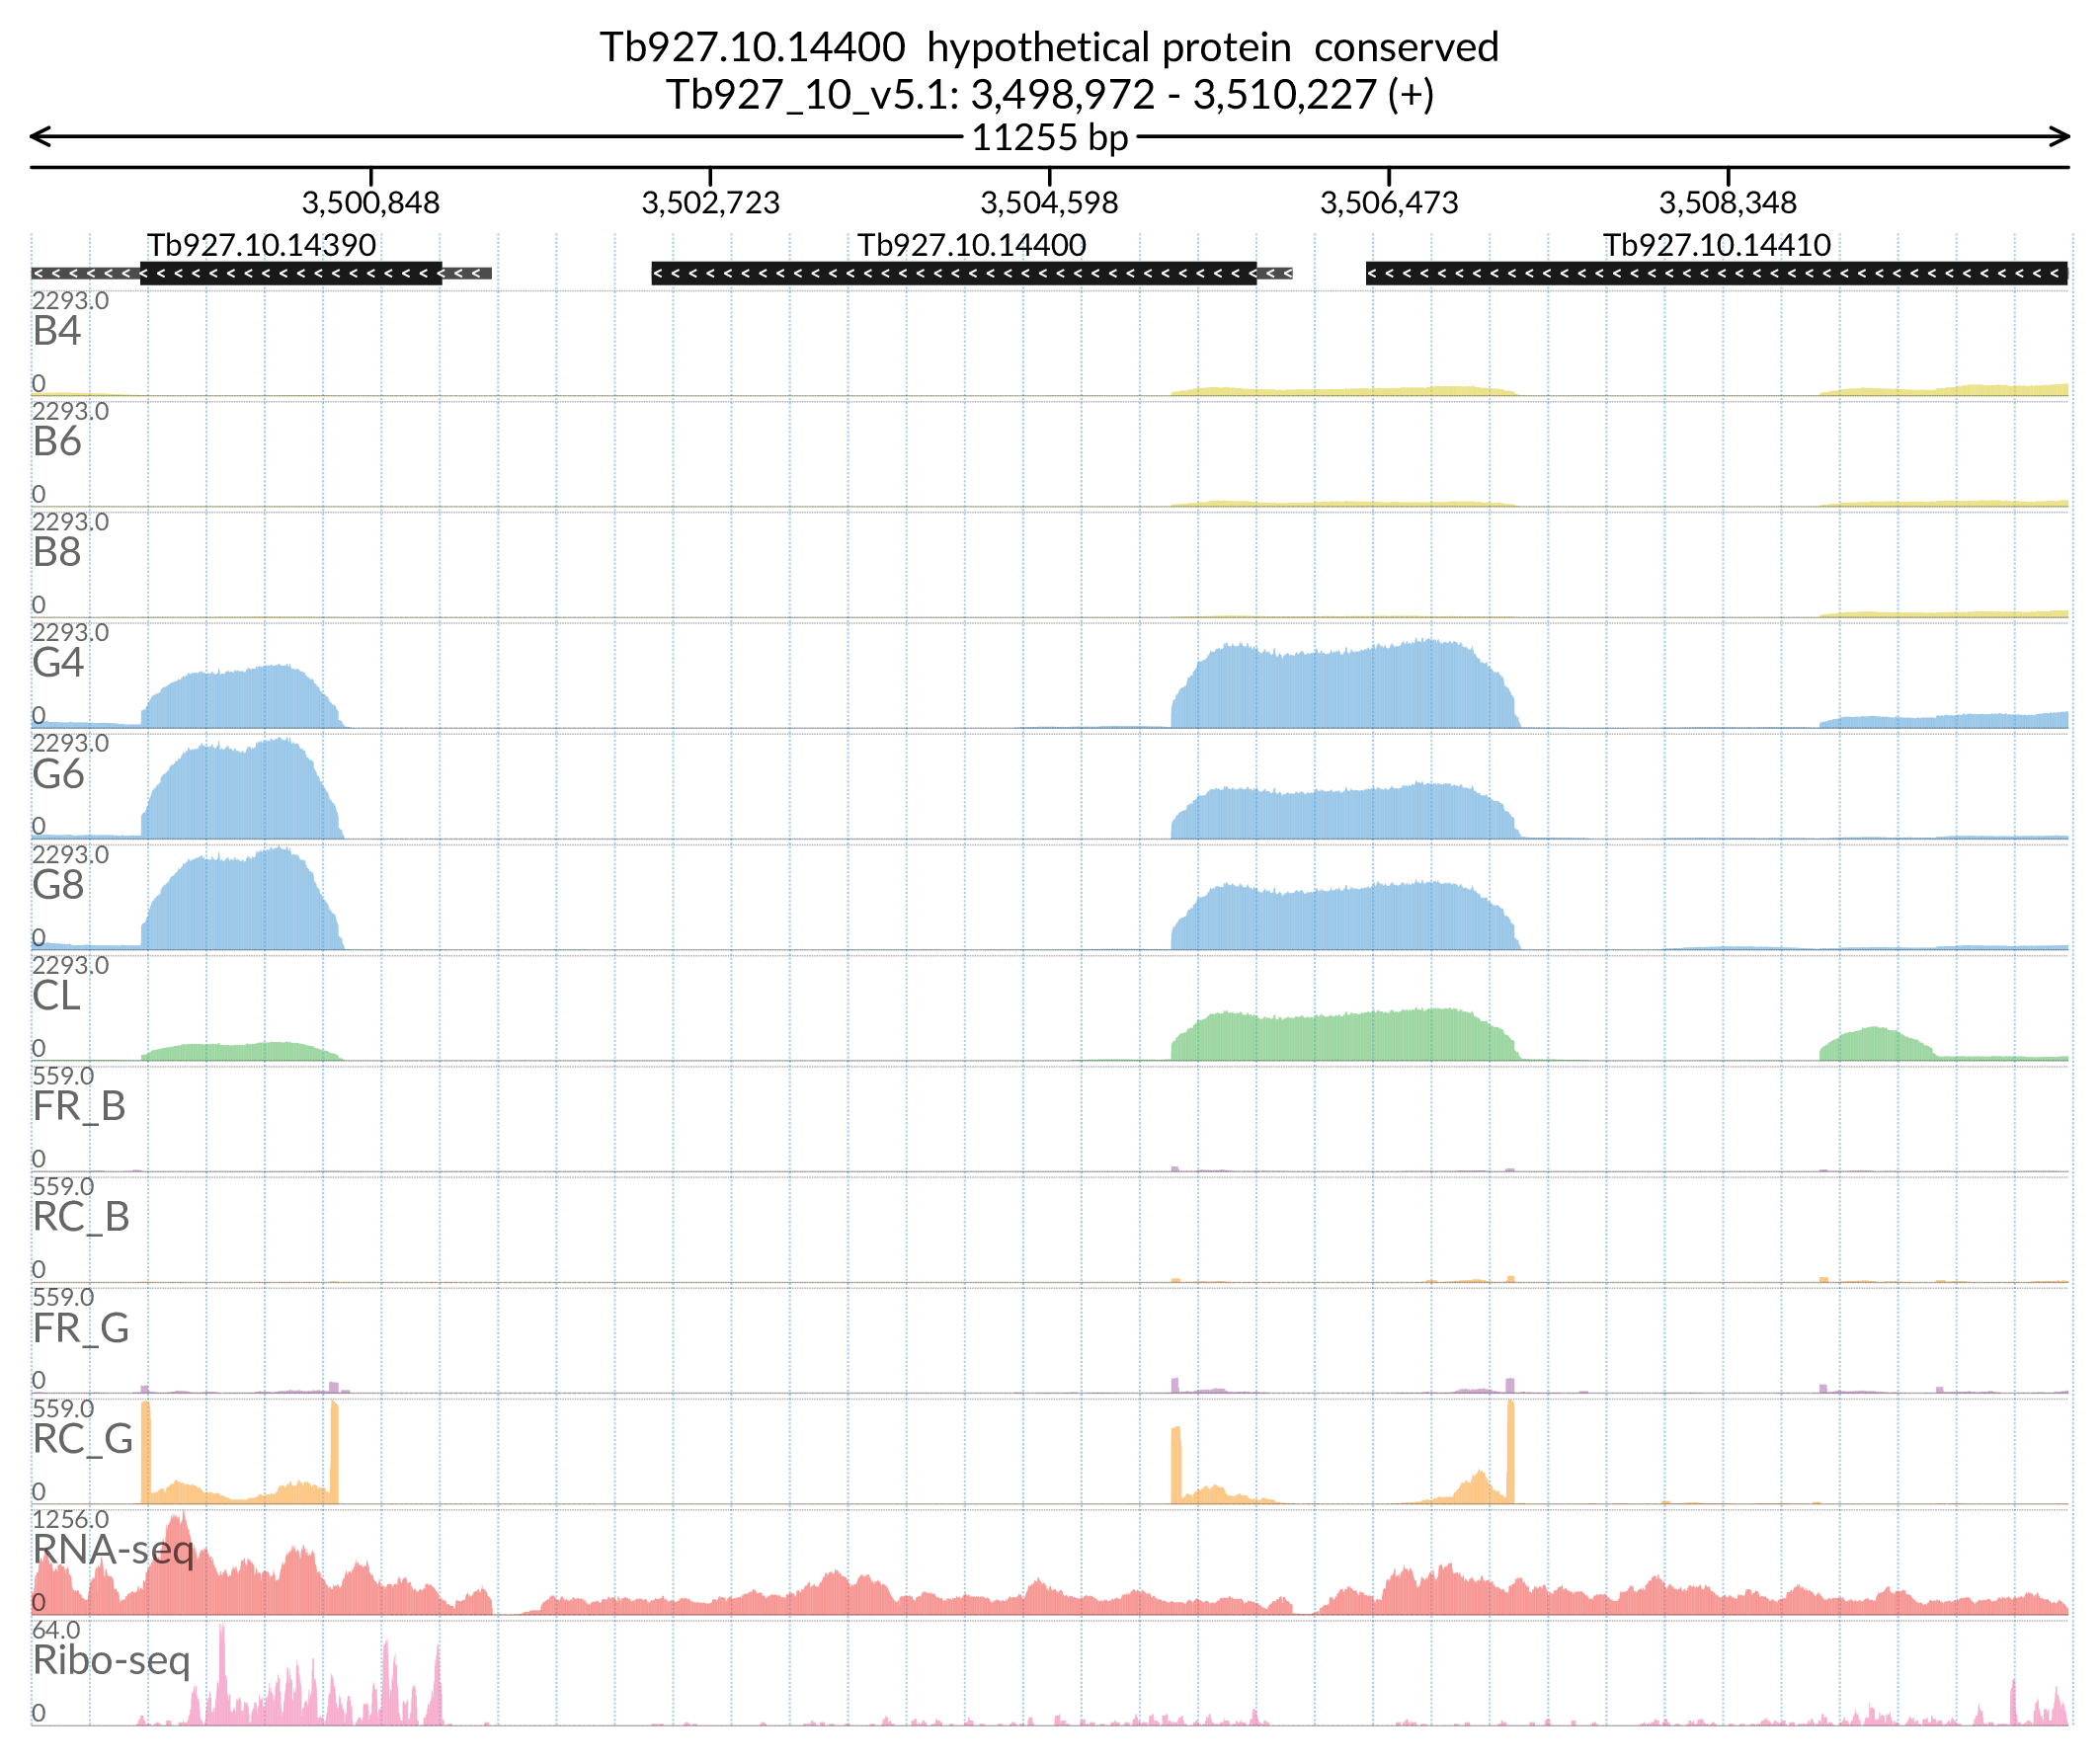 Tb927.10.14400 hypothetical protein conserved
Tb927_10_v5.1: 3,498,972 - 3,510,227 (+)
11255 bp
3,500,848 3,502,723 3,504,598 3,506,473 3,508,348
Tb927.10.14390 Tb927.10.14400 Tb927.10.14410
2293.0
B4
0
2293.0
B6
0
2293.0
B8
0
2293.0
G4
0
2293.0
G6
0
2293.0
G8
0
2293.0
CL
0
559.0
FR_B
0
559.0
RC_B
0
559.0
FR_G
0
559.0
RC_G
0
1256.0
RNA-seq
0
64.0
Ribo-seq
0